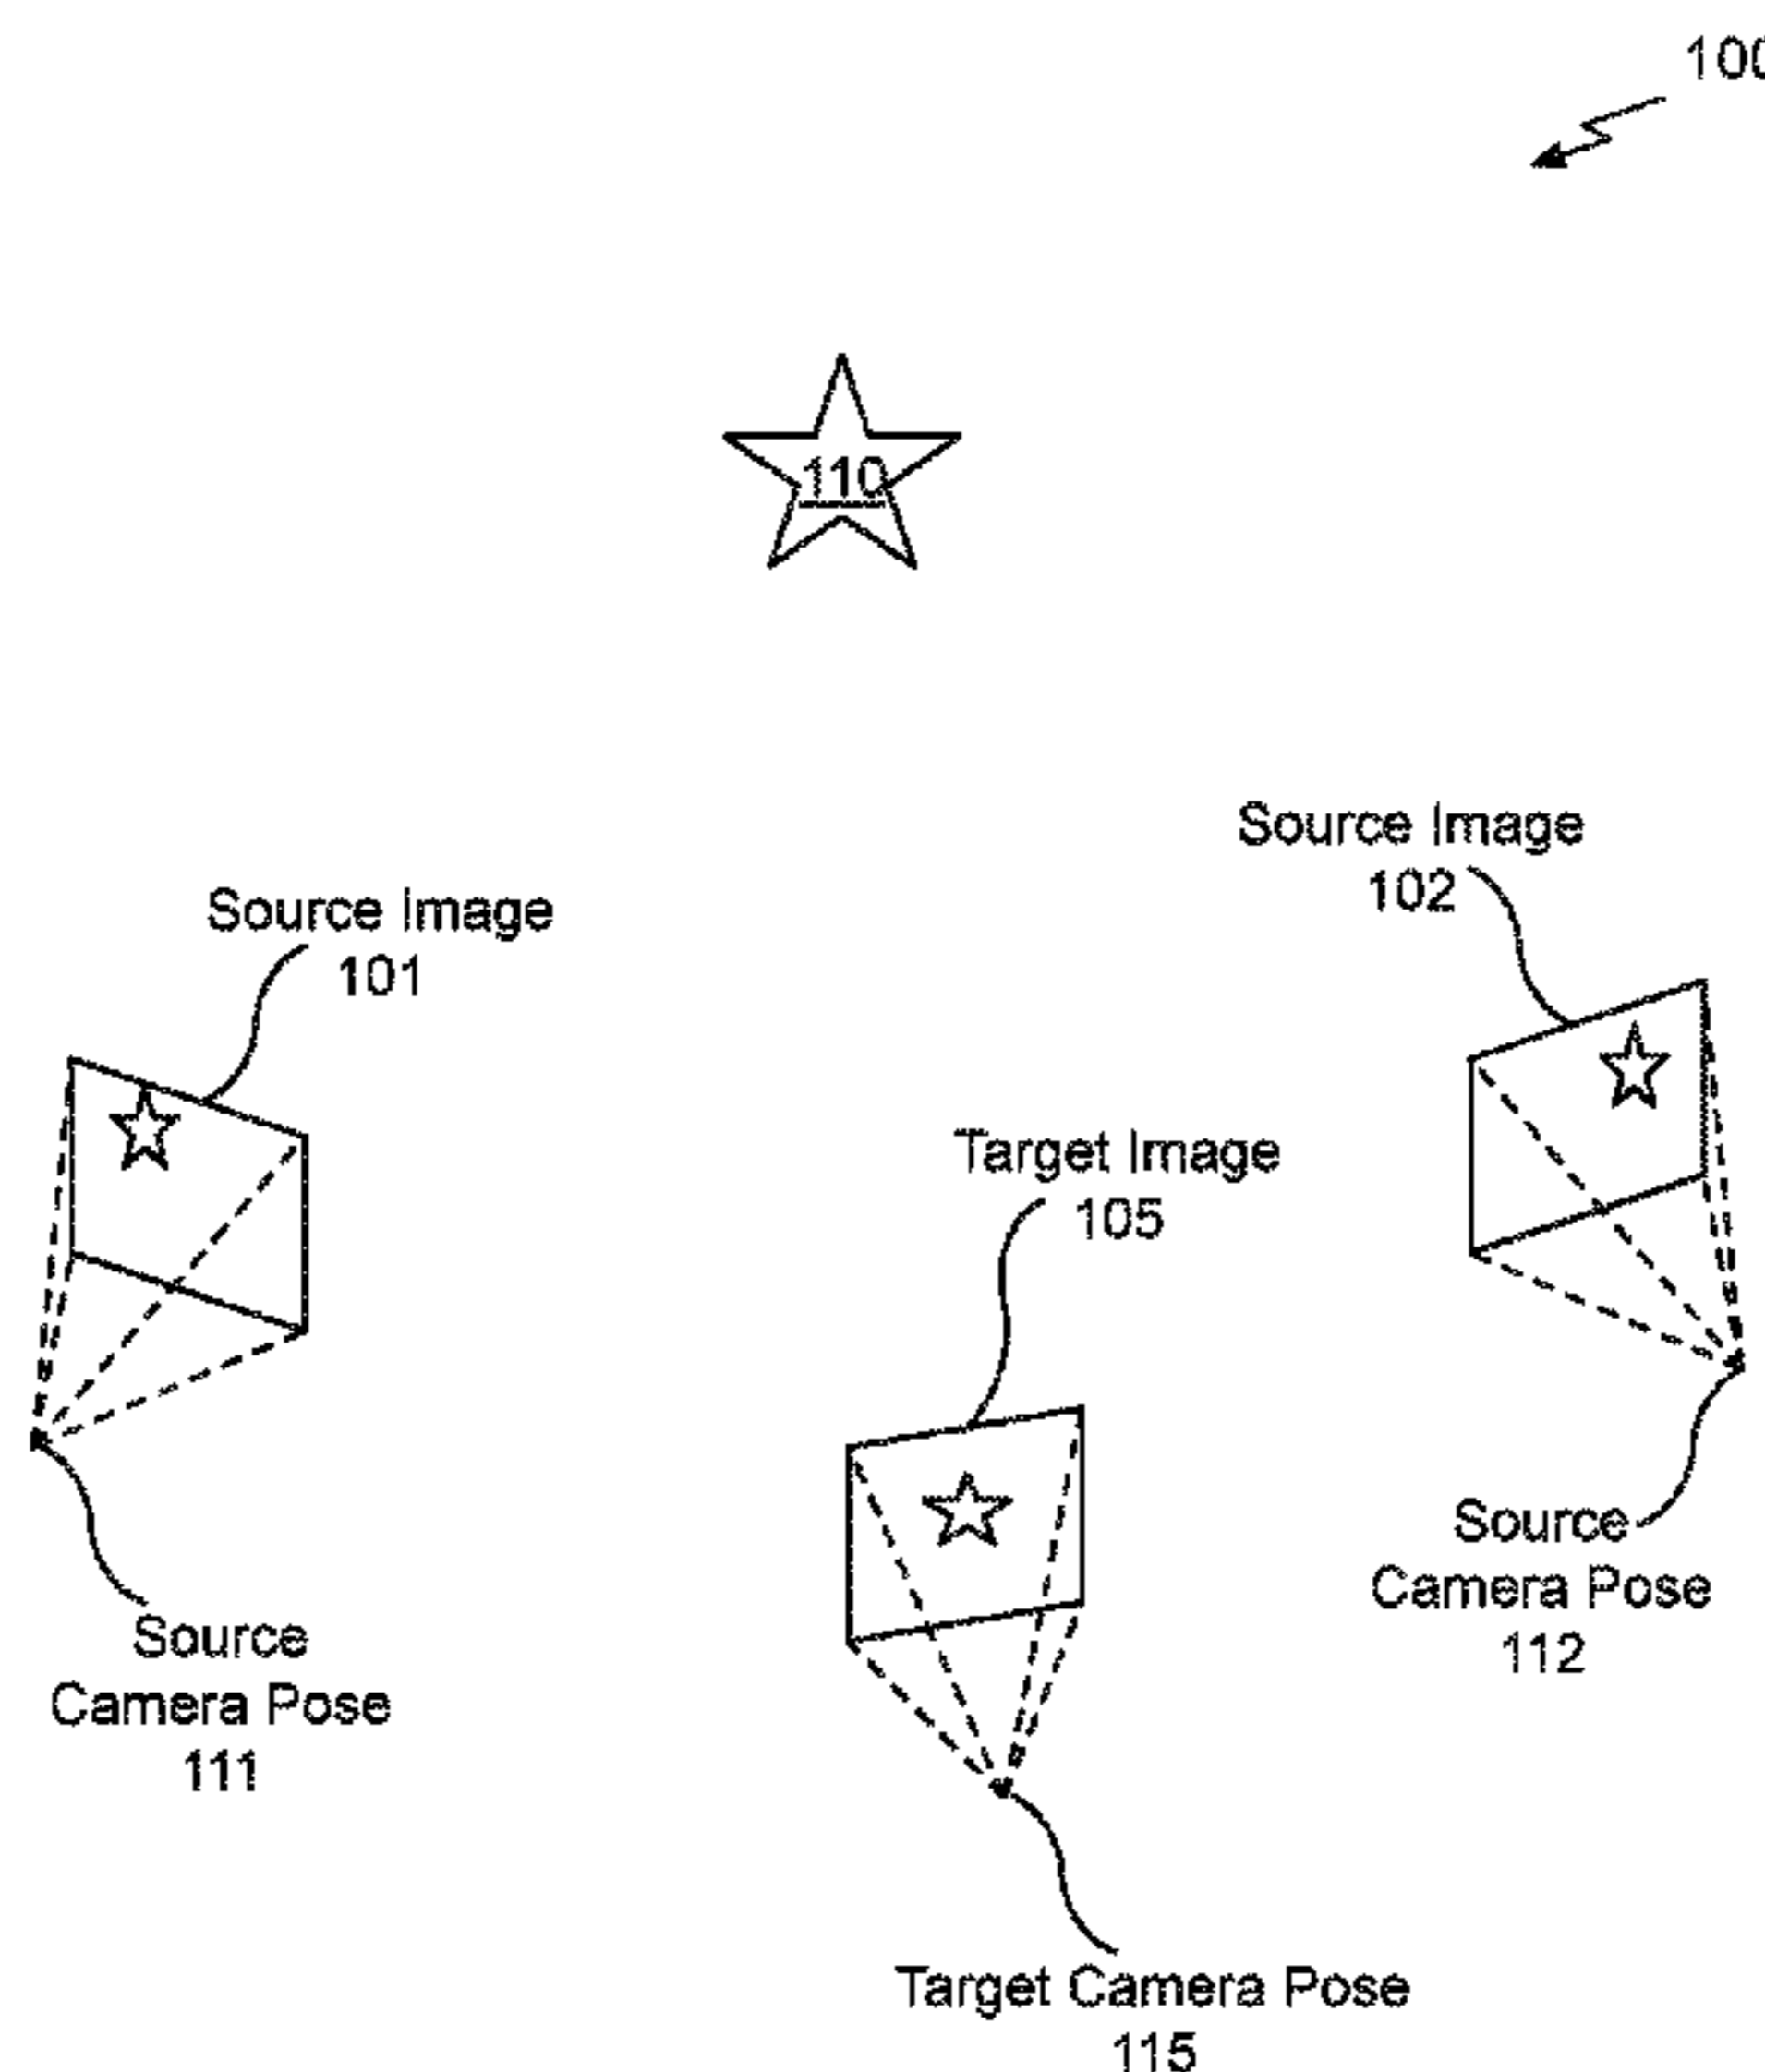 100
110
Source Image
102
Source Image
101
Target Image
105
Source
Camera Pose
112
Source
Camera Pose
111
Target Camera Pose
115